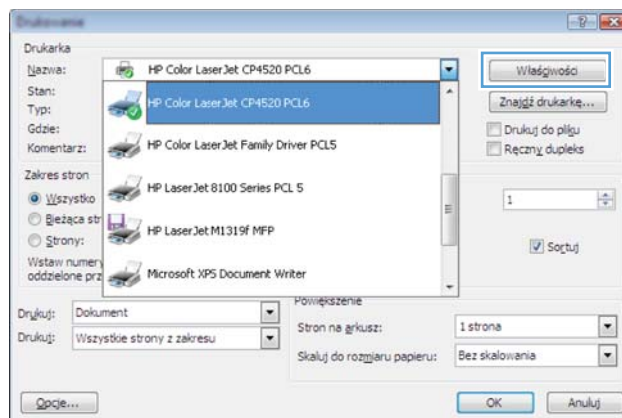 Drukowanie
Drukarka
Nazwa: HP Color LaserJet CP4520 PCL6
Właściwości
Stan:
HP Color LaserJet CP4520 PCL6
Znajdź drukarkę...
Typ:
Gdzie:
Drukuj do pliku
Komentarz:
HP Color LaserJet Family Driver PCL5
Ręczny dupleks
Zakres stron
HP LaserJet 8100 Series PCL 5
Wszystko
1
Bieżąca str
HP LaserJet M1319f MFP
Strony:
Sortuj
Wstaw numery
oddzielone prz
Microsoft XPS Document Writer
Powiększenie
Drukuj: Dokument
Stron na arkusz: 1 strona
Drukuj: Wszystkie strony z zakresu
Skaluj do rozmiaru papieru: Bez skalowania
Opcje...
OK
Anuluj